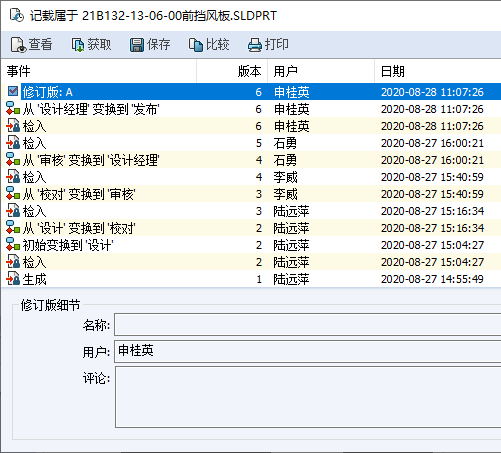 记载属于 21B132-13-06-00前挡风板.SLDPRT
查看 获取 保存 比较 打印
事件 版本 用户 日期
修订版: A 6 申桂英 2020-08-28 11:07:26
从 '设计经理' 变换到 '发布' 6 申桂英 2020-08-28 11:07:26
检入 6 申桂英 2020-08-28 11:07:26
检入 5 石勇 2020-08-27 16:00:21
从 '审核' 变换到 '设计经理' 4 石勇 2020-08-27 16:00:21
检入 4 李威 2020-08-27 15:40:59
从 '校对' 变换到 '审核' 3 李威 2020-08-27 15:40:59
检入 3 陆远萍 2020-08-27 15:16:34
从 '设计' 变换到 '校对' 2 陆远萍 2020-08-27 15:16:34
初始变换到 '设计' 2 陆远萍 2020-08-27 15:04:27
检入 2 陆远萍 2020-08-27 15:04:27
生成 1 陆远萍 2020-08-27 14:55:49
修订版细节
名称:
用户: 申桂英
评论: